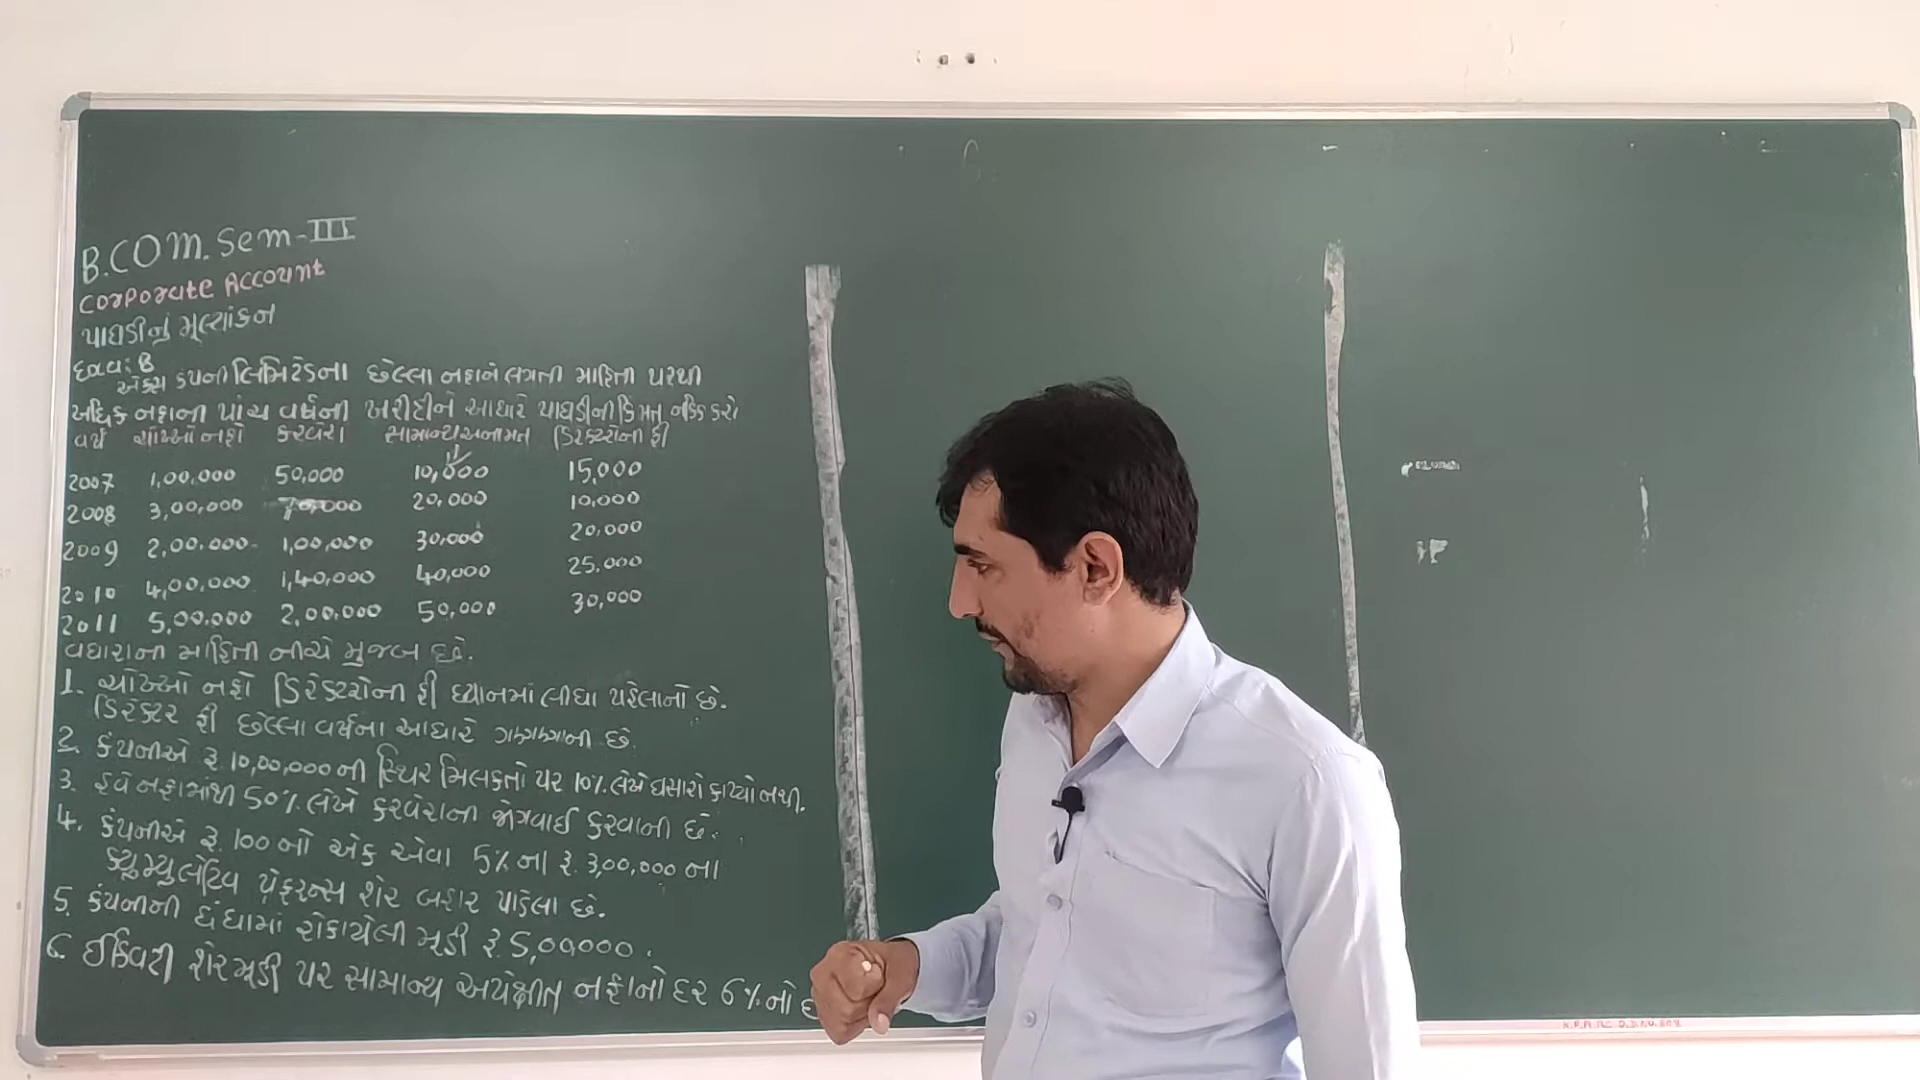 B.COM. Sem-III
Corporate Account
પાઘડીનું મૂલ્યાંકન
દાખલો: 8
એક્સ કંપની લિમિટેડના છેલ્લા નફાને લગતી માહિતી પરથી
અધિક નફાની પાંચ વર્ષની ખરીદીને આધારે પાઘડીની કિંમત નક્કિ કરો
વર્ષ ચોખ્ખો નફો કરવેરા સામાન્ય અનામત ડિરેક્ટરોની ફી
2007 1,00,000 50,000 10,000 15,000
2008 3,00,000 70,000 20,000 10,000
2009 2,00,000 1,00,000 30,000 20,000
2010 4,00,000 1,40,000 40,000 25,000
2011 5,00,000 2,00,000 50,000 30,000
વધારાની માહિતી નીચે મુજબ છે.
1. ચોખ્ખો નફો ડિરેક્ટરોની ફી ધ્યાનમાં લીધા પહેલાનો છે.
ડિરેક્ટર ફી છેલ્લા વર્ષના આધારે ગણવાની છે.
2. કંપનીએ રૂ. 10,00,000 ની સ્થિર મિલકતો પર 10% લેખે ઘસારો કાપ્યો નથી.
3. હવે નફામાંથી 50% લેખે કરવેરાની જોગવાઈ કરવાની છે.
4. કંપનીએ રૂ. 100 નો એક એવા 5% ના રૂ. 3,00,000 ના
ક્યુમ્યુલેટિવ પ્રેફરન્સ શેર બહાર પાડેલા છે.
5. કંપનીની ધંધામાં રોકાયેલી મૂડી રૂ. 5,00,000.
6. ઈક્વિટી શેરમૂડી પર સામાન્ય અપેક્ષીત નફાનો દર 6% નો